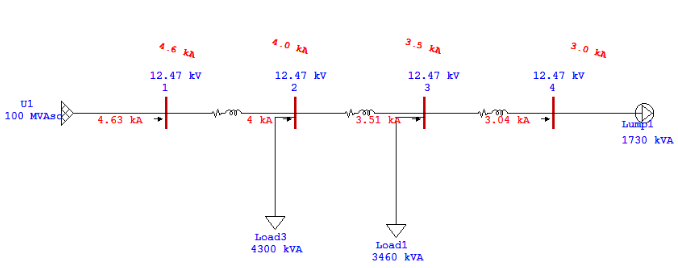 4.6 kA
4.0 kA
3.5 kA
3.0 kA
12.47 kV
12.47 kV
12.47 kV
12.47 kV
1
2
3
4
U1
100 MVAsc
4.63 kA
4 kA
3.51 kA
3.04 kA
Lump1
1730 kVA
Load3
4300 kVA
Load1
3460 kVA